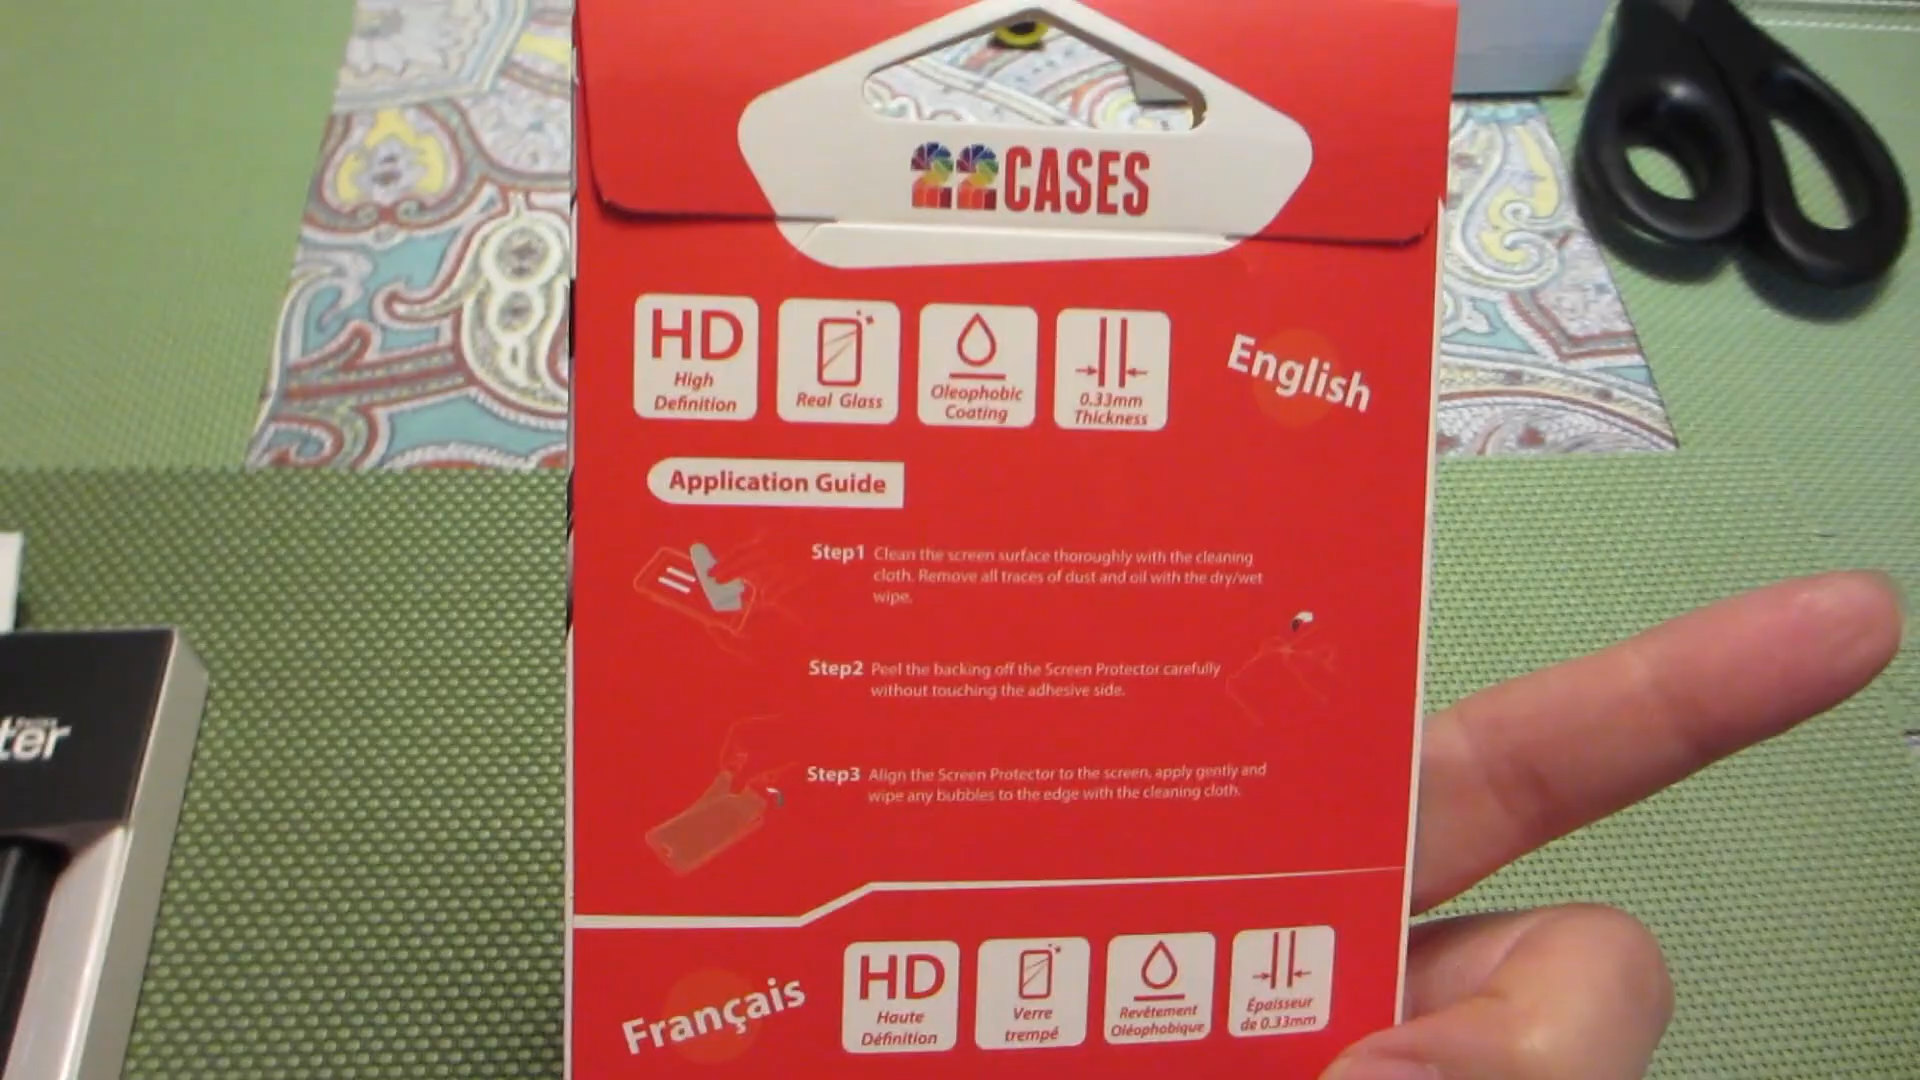 22CASES
HD
High
Definition
Real Glass
Oleophobic
Coating
0.33mm
Thickness
English
Application Guide
Step1 Clean the screen surface thoroughly with the cleaning
cloth. Remove all traces of dust and oil with the dry/wet
wipe.
Step2 Peel the backing off the Screen Protector carefully
without touching the adhesive side.
Step3 Align the Screen Protector to the screen, apply gently and
wipe any bubbles to the edge with the cleaning cloth.
Français
HD
Haute
Définition
Verre
trempé
Revêtement
Oléophobique
Épaisseur
de 0.33mm
ter